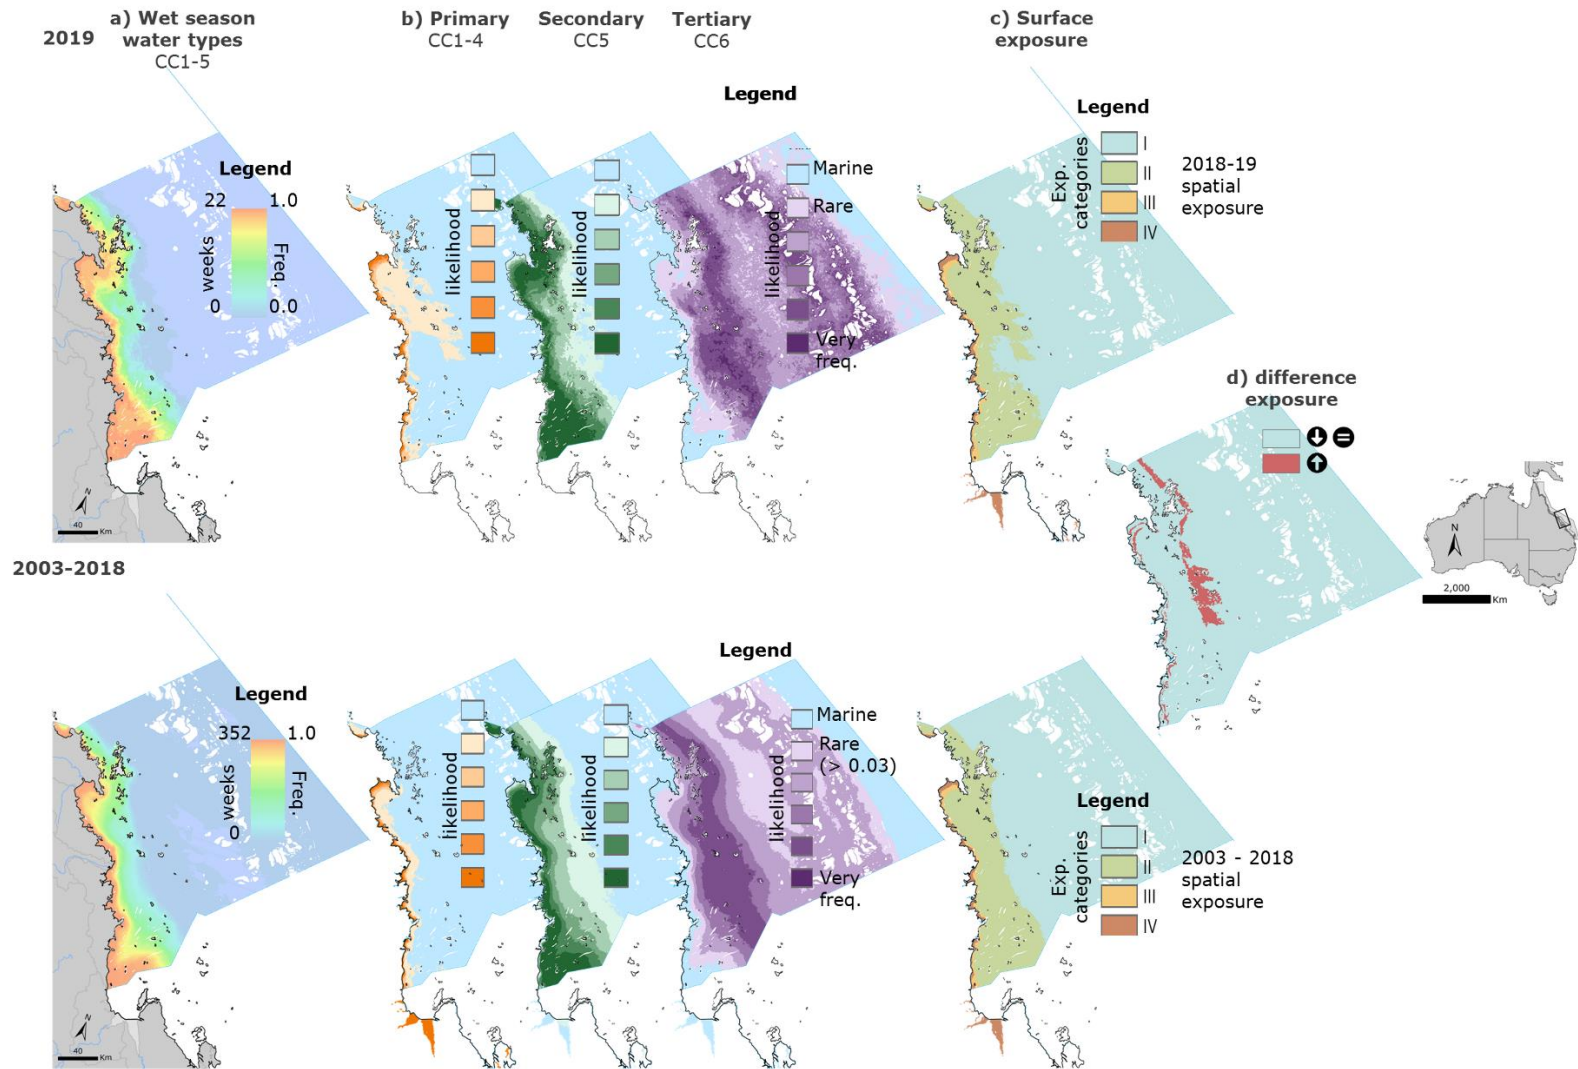 2019
a) Wet season
water types
CC1-5
b) Primary
CC1-4
Secondary
CC5
Tertiary
CC6
c) Surface
exposure
Legend
22
1.0
weeks
Freq.
0
0.0
N
40
Km
Legend
likelihood
likelihood
likelihood
Marine
Rare
Very
freq.
Legend
Exp.
categories
I
II
III
IV
2018-19
spatial
exposure
d) difference
exposure
N
2,000
Km
2003-2018
Legend
352
1.0
weeks
Freq.
0
0.0
N
40
Km
Legend
likelihood
likelihood
likelihood
Marine
Rare
(> 0.03)
Very
freq.
Legend
Exp.
categories
I
II
III
IV
2003 - 2018
spatial
exposure